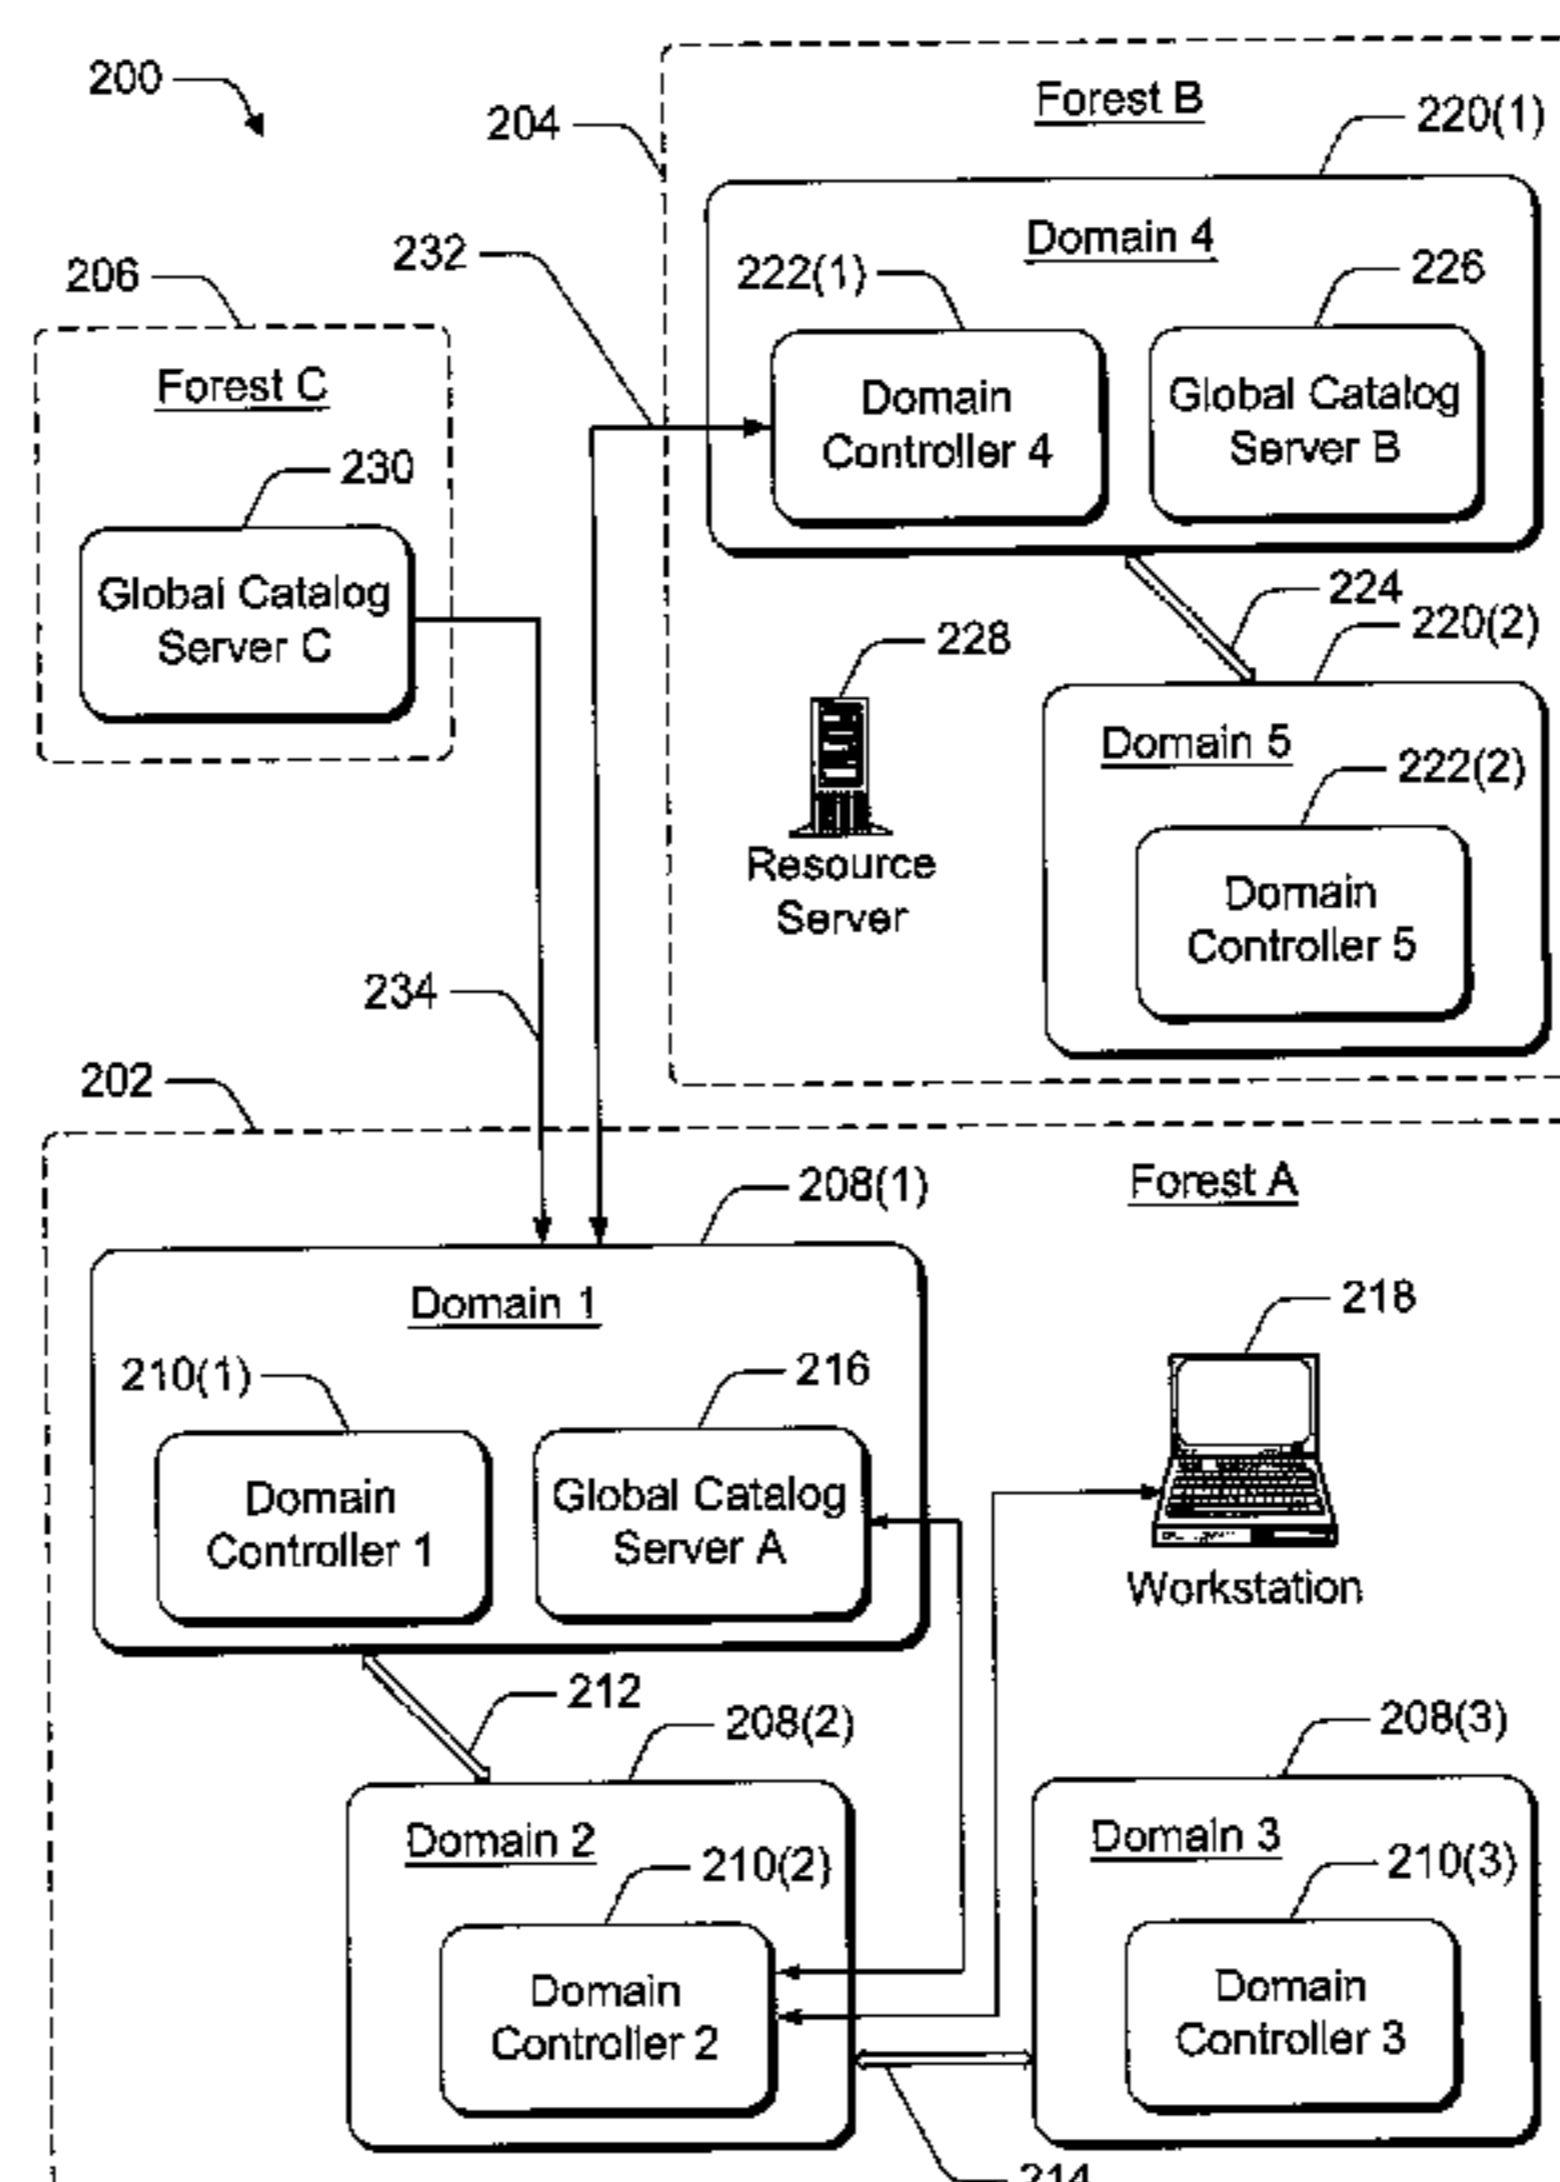 200
204
Forest B
220(1)
Domain 4
232
222(1)
226
206
Forest C
Domain
Controller 4
Global Catalog
Server B
230
Global Catalog
Server C
224
220(2)
228
Domain 5
222(2)
Resource
Server
Domain
Controller 5
234
202
Forest A
208(1)
Domain 1
218
210(1)
216
Domain
Controller 1
Global Catalog
Server A
Workstation
212
208(2)
208(3)
Domain 2
Domain 3
210(2)
210(3)
Domain
Controller 2
Domain
Controller 3
214